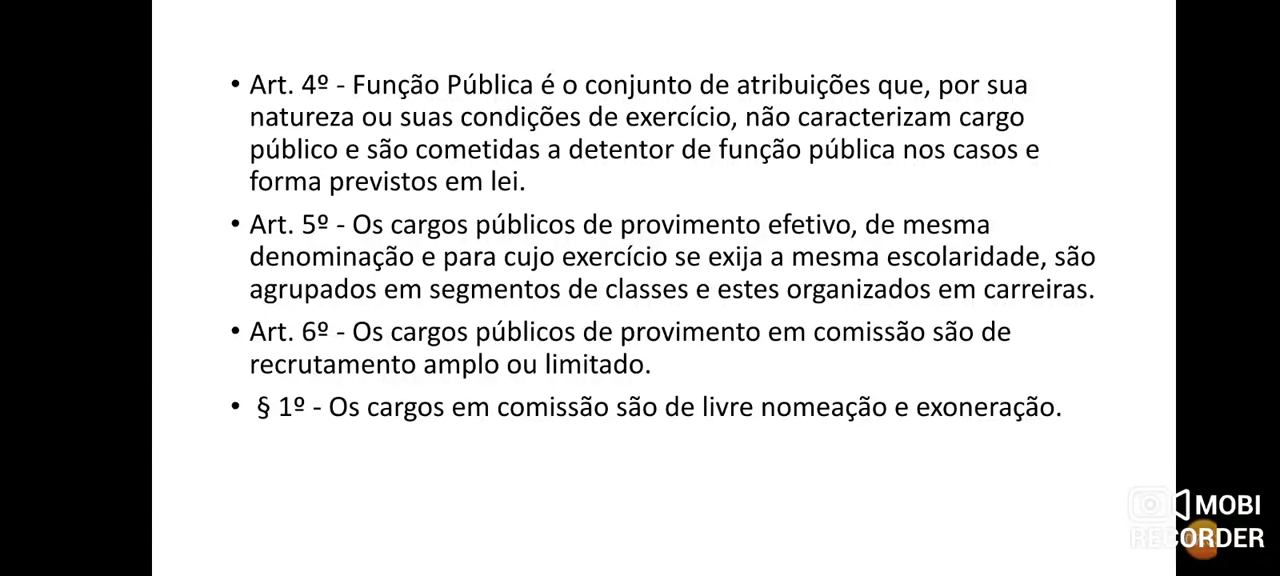 • Art. 4º - Função Pública é o conjunto de atribuições que, por sua
natureza ou suas condições de exercício, não caracterizam cargo
público e são cometidas a detentor de função pública nos casos e
forma previstos em lei.
• Art. 5º - Os cargos públicos de provimento efetivo, de mesma
denominação e para cujo exercício se exija a mesma escolaridade, são
agrupados em segmentos de classes e estes organizados em carreiras.
• Art. 6º - Os cargos públicos de provimento em comissão são de
recrutamento amplo ou limitado.
• § 1º - Os cargos em comissão são de livre nomeação e exoneração.
MOBI
RECORDER